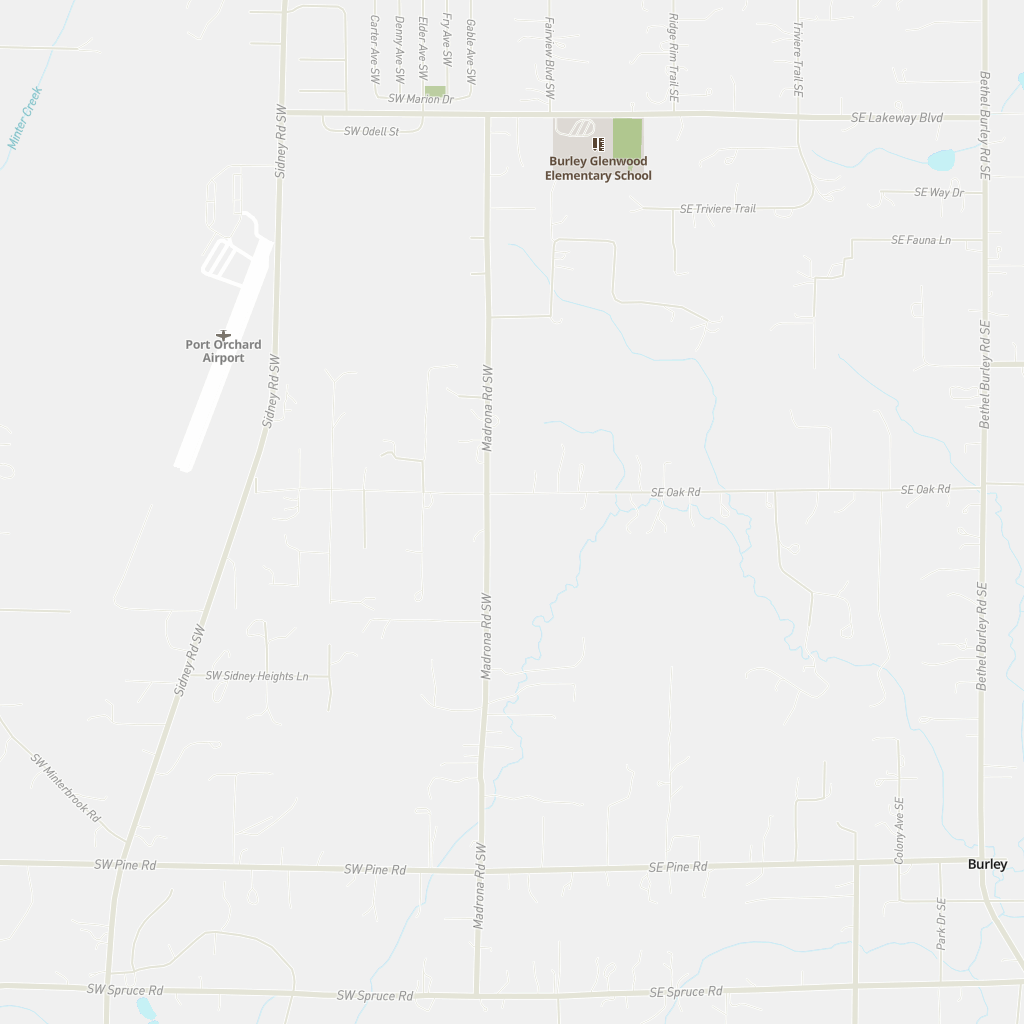 Carter Ave SW
Denny Ave SW
Elder Ave SW
Fry Ave SW
Gable Ave SW
Fairview Blvd SW
Ridge Rim Trail SE
Triviere Trail SE
Bethel Burley Rd SE
Minter Creek
SW Marion Dr
Sidney Rd SW
SW Odell St
SE Lakeway Blvd
Burley Glenwood
Elementary School
SE Way Dr
SE Triviere Trail
SE Fauna Ln
Port Orchard
Airport
Sidney Rd SW
Madrona Rd SW
Bethel Burley Rd SE
SE Oak Rd
SE Oak Rd
Sidney Rd SW
Madrona Rd SW
Bethel Burley Rd SE
SW Sidney Heights Ln
SW Minterbrook Rd
Colony Ave SE
SW Pine Rd
SW Pine Rd
SE Pine Rd
Burley
Madrona Rd SW
Park Dr SE
SW Spruce Rd
SW Spruce Rd
SE Spruce Rd